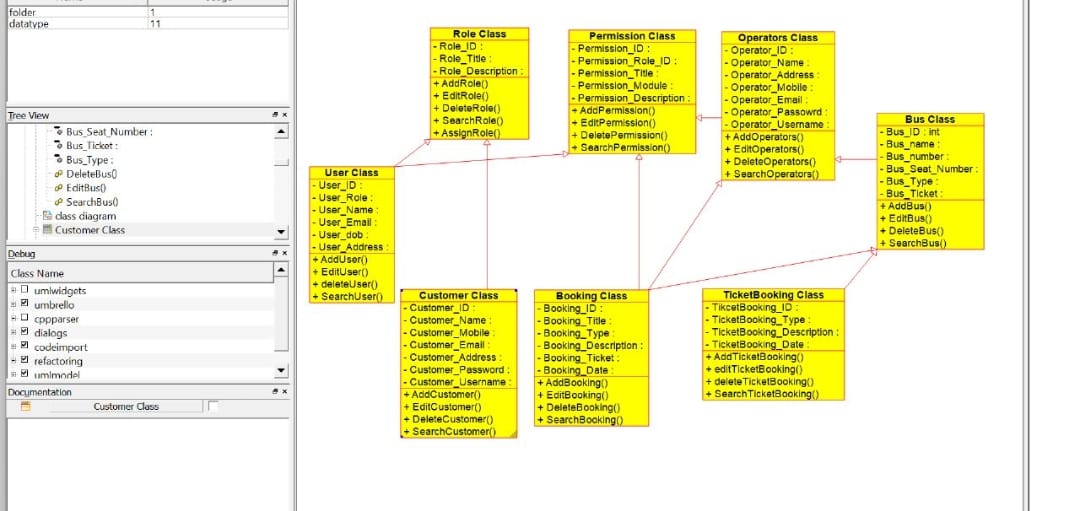 folder 1
datatype 11
Tree View
Bus_Seat_Number :
Bus_Ticket :
Bus_Type :
DeleteBus()
EditBus()
SearchBus()
class diagram
Customer Class
Debug
Class Name
umlwidgets
umbrello
cppparser
dialogs
codeimport
refactoring
umlmodel
Documentation
Customer Class
Role Class
- Role_ID :
- Role_Title :
- Role_Description :
+ AddRole()
+ EditRole()
+ DeleteRole()
+ SearchRole()
+ AssignRole()
Permission Class
- Permission_ID :
- Permission_Role_ID :
- Permission_Title :
- Permission_Module :
- Permission_Description :
+ AddPermission()
+ EditPermission()
+ DeletePermission()
+ SearchPermission()
Operators Class
- Operator_ID :
- Operator_Name :
- Operator_Address :
- Operator_Mobile :
- Operator_Email :
- Operator_Passowrd :
- Operator_Username :
+ AddOperators()
+ EditOperators()
+ DeleteOperators()
+ SearchOperators()
Bus Class
- Bus_ID : int
- Bus_name :
- Bus_number :
- Bus_Seat_Number :
- Bus_Type :
- Bus_Ticket :
+ AddBus()
+ EditBus()
+ DeleteBus()
+ SearchBus()
User Class
- User_ID :
- User_Role :
- User_Name :
- User_Email :
- User_dob :
- User_Address :
+ AddUser()
+ EditUser()
+ deleteUser()
+ SearchUser()
Customer Class
- Customer_ID :
- Customer_Name :
- Customer_Mobile :
- Customer_Email :
- Customer_Address :
- Customer_Password :
- Customer_Username :
+ AddCustomer()
+ EditCustomer()
+ DeleteCustomer()
+ SearchCustomer()
Booking Class
- Booking_ID :
- Booking_Title :
- Booking_Type :
- Booking_Description :
- Booking_Ticket :
- Booking_Date :
+ AddBooking()
+ EditBooking()
+ DeleteBooking()
+ SearchBooking()
TicketBooking Class
- TikcetBooking_ID :
- TicketBooking_Type :
- TicketBooking_Description :
- TicketBooking_Date :
+ AddTicketBooking()
+ editTicketBooking()
+ deleteTicketBooking()
+ SearchTicketBooking()